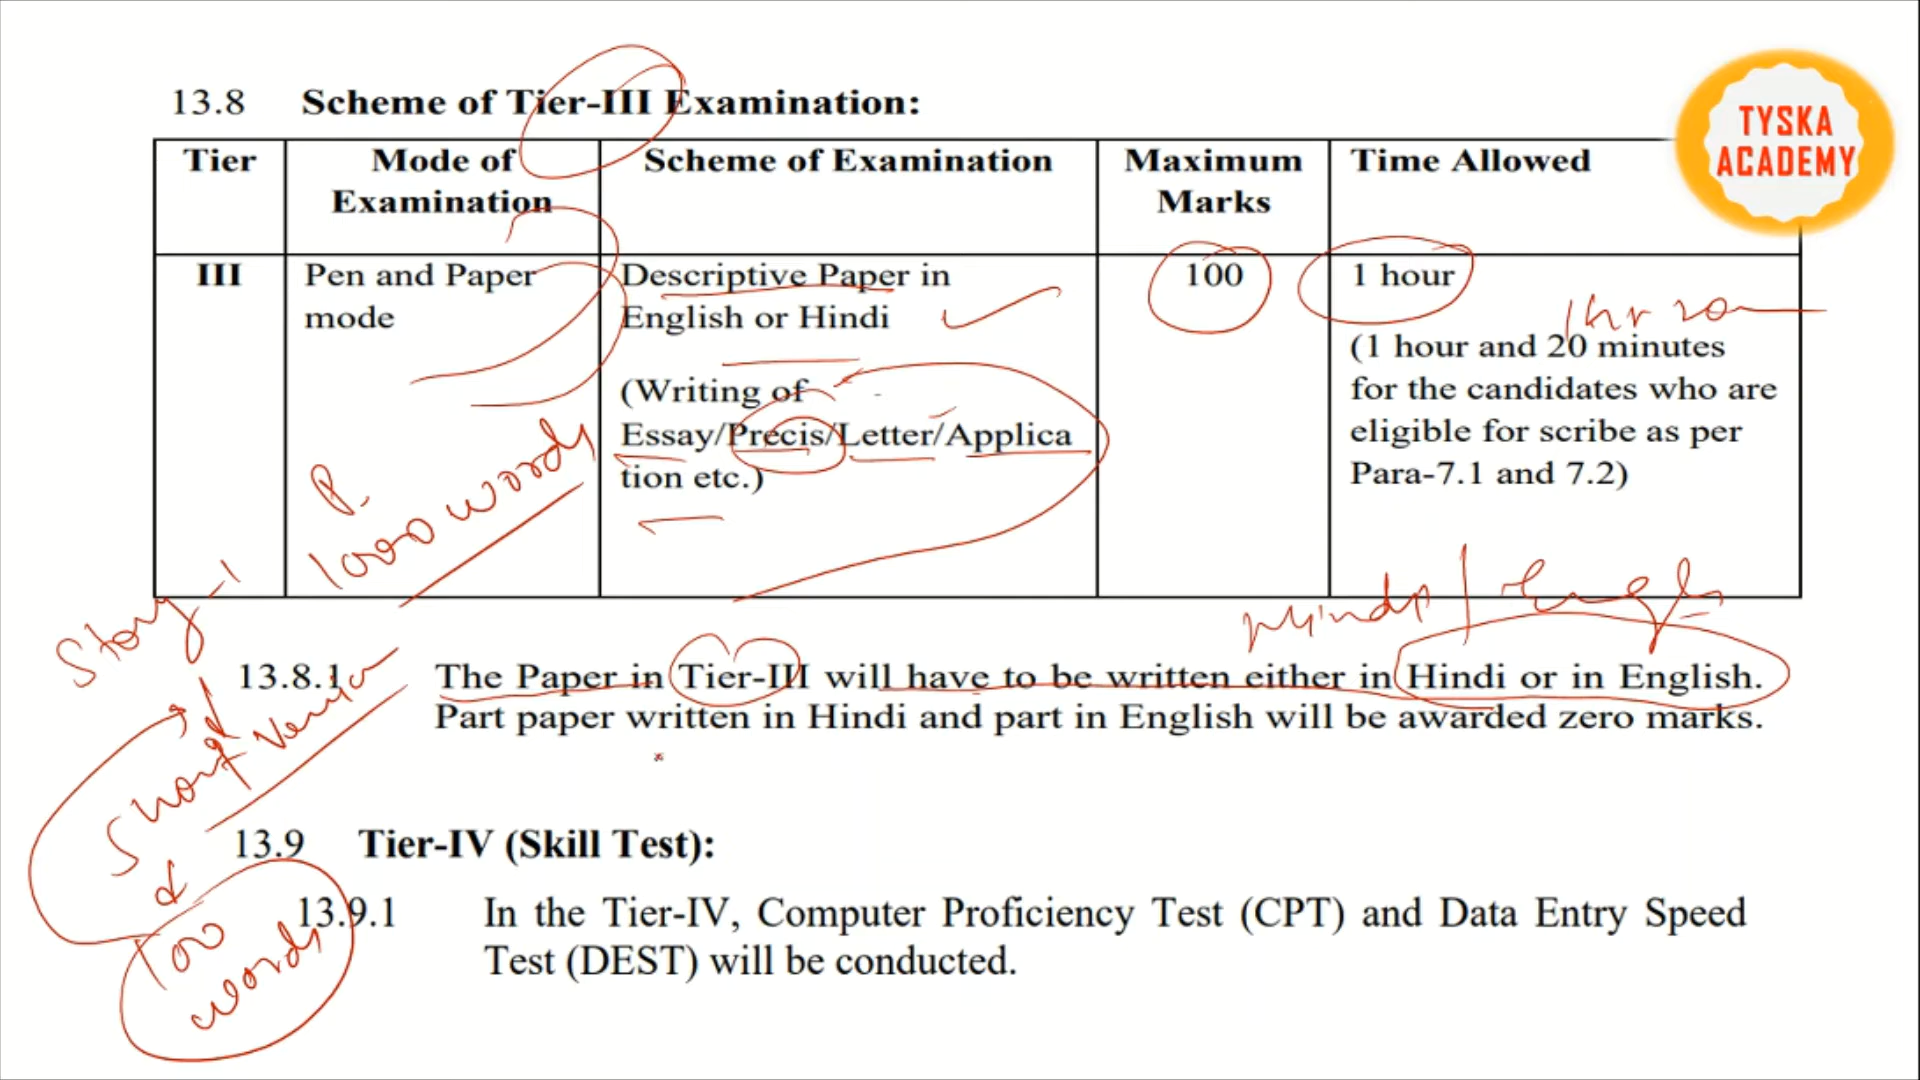 13.8 Scheme of Tier-III Examination:
TYSKA
ACADEMY
Tier
Mode of
Examination
Scheme of Examination
Maximum
Marks
Time Allowed
III
Pen and Paper
mode
Descriptive Paper in
English or Hindi
(Writing of
Essay/Precis/Letter/Applica
tion etc.)
100
1 hour
1hr 20
(1 hour and 20 minutes
for the candidates who are
eligible for scribe as per
Para-7.1 and 7.2)
P.
1000 words
Story-1
Short Version
100
words
13.8.1 The Paper in Tier-III will have to be written either in Hindi or in English.
Part paper written in Hindi and part in English will be awarded zero marks.
13.9 Tier-IV (Skill Test):
13.9.1 In the Tier-IV, Computer Proficiency Test (CPT) and Data Entry Speed
Test (DEST) will be conducted.